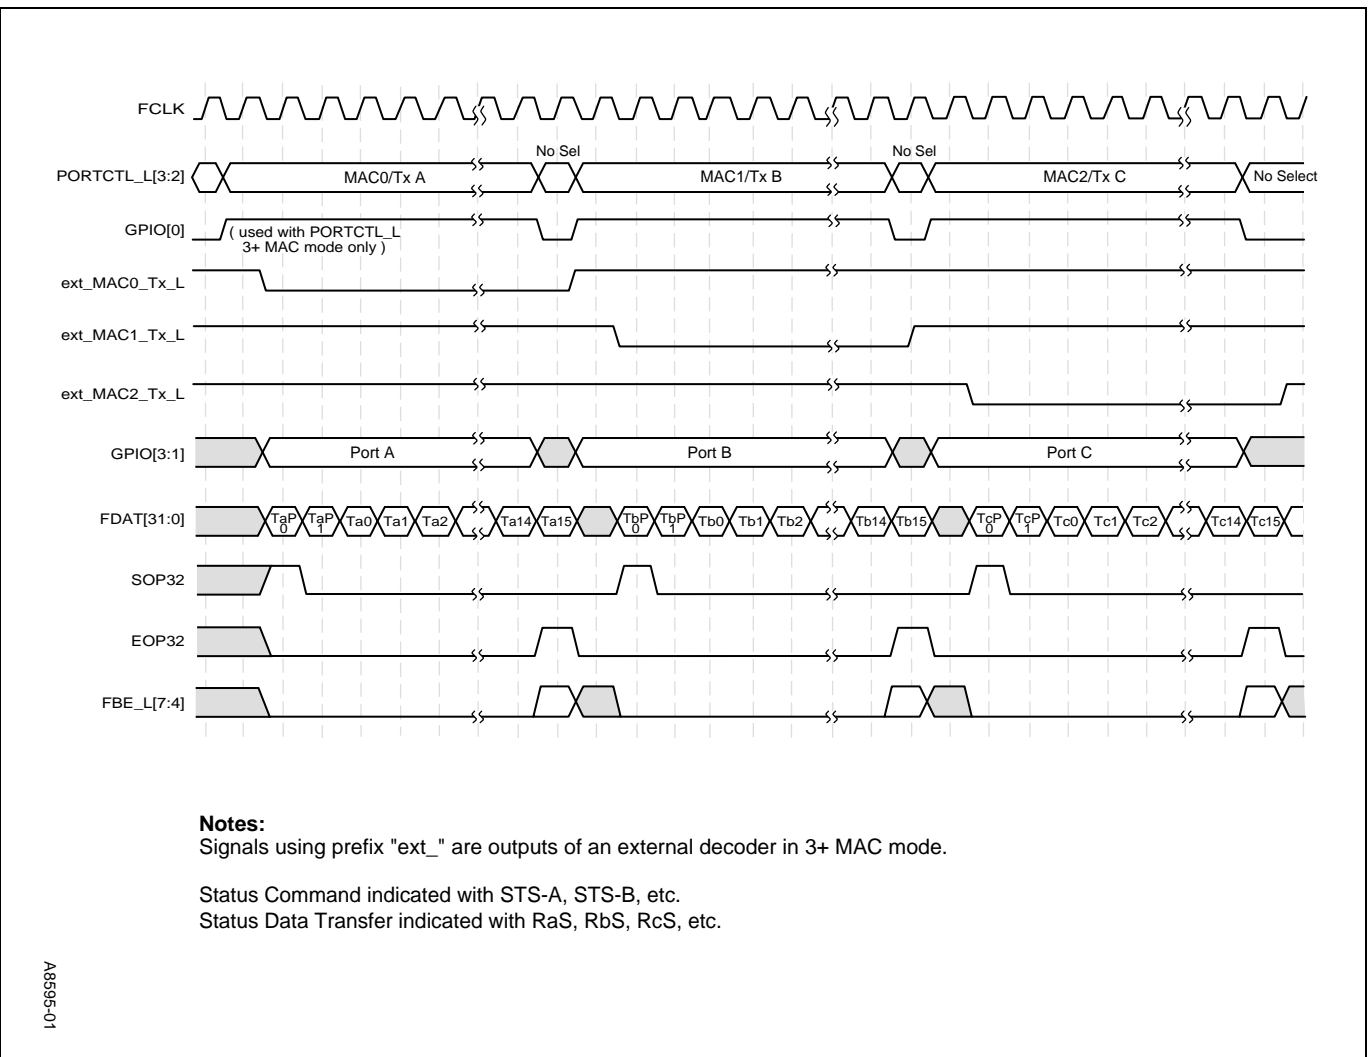 FCLK
No Sel No Sel
PORTCTL_L[3:2] MAC0/Tx A MAC1/Tx B MAC2/Tx C No Select
GPIO[0] ( used with PORTCTL_L
3+ MAC mode only )
ext_MAC0_Tx_L
ext_MAC1_Tx_L
ext_MAC2_Tx_L
GPIO[3:1] Port A Port B Port C
FDAT[31:0] TaP 0 TaP 1 Ta0 Ta1 Ta2 Ta14 Ta15 TbP 0 TbP 1 Tb0 Tb1 Tb2 Tb14 Tb15 TcP 0 TcP 1 Tc0 Tc1 Tc2 Tc14 Tc15
SOP32
EOP32
FBE_L[7:4]
Notes:
Signals using prefix "ext_" are outputs of an external decoder in 3+ MAC mode.
Status Command indicated with STS-A, STS-B, etc.
Status Data Transfer indicated with RaS, RbS, RcS, etc.
A8595-01